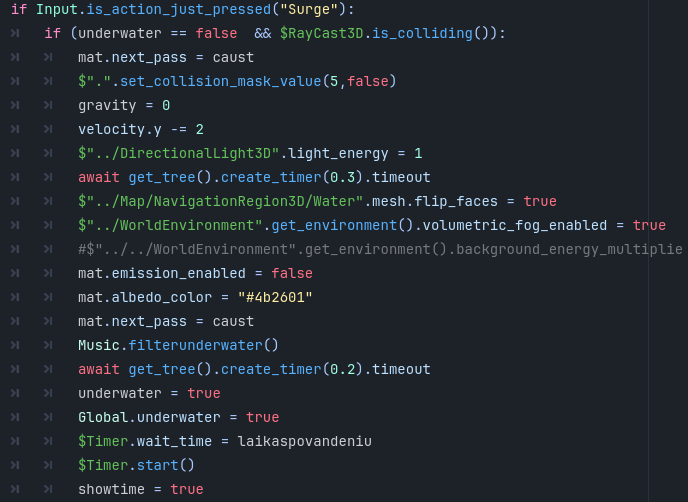 if Input.is_action_just_pressed("Surge"):
if (underwater == false  && $RayCast3D.is_colliding()):
mat.next_pass = caust
$".".set_collision_mask_value(5,false)
gravity = 0
velocity.y -= 2
$"../DirectionalLight3D".light_energy = 1
await get_tree().create_timer(0.3).timeout
$"../Map/NavigationRegion3D/Water".mesh.flip_faces = true
$"../WorldEnvironment".get_environment().volumetric_fog_enabled = true
#$"../../WorldEnvironment".get_environment().background_energy_multiplie
mat.emission_enabled = false
mat.albedo_color = "#4b2601"
mat.next_pass = caust
Music.filterunderwater()
await get_tree().create_timer(0.2).timeout
underwater = true
Global.underwater = true
$Timer.wait_time = laikaspovandeniu
$Timer.start()
showtime = true